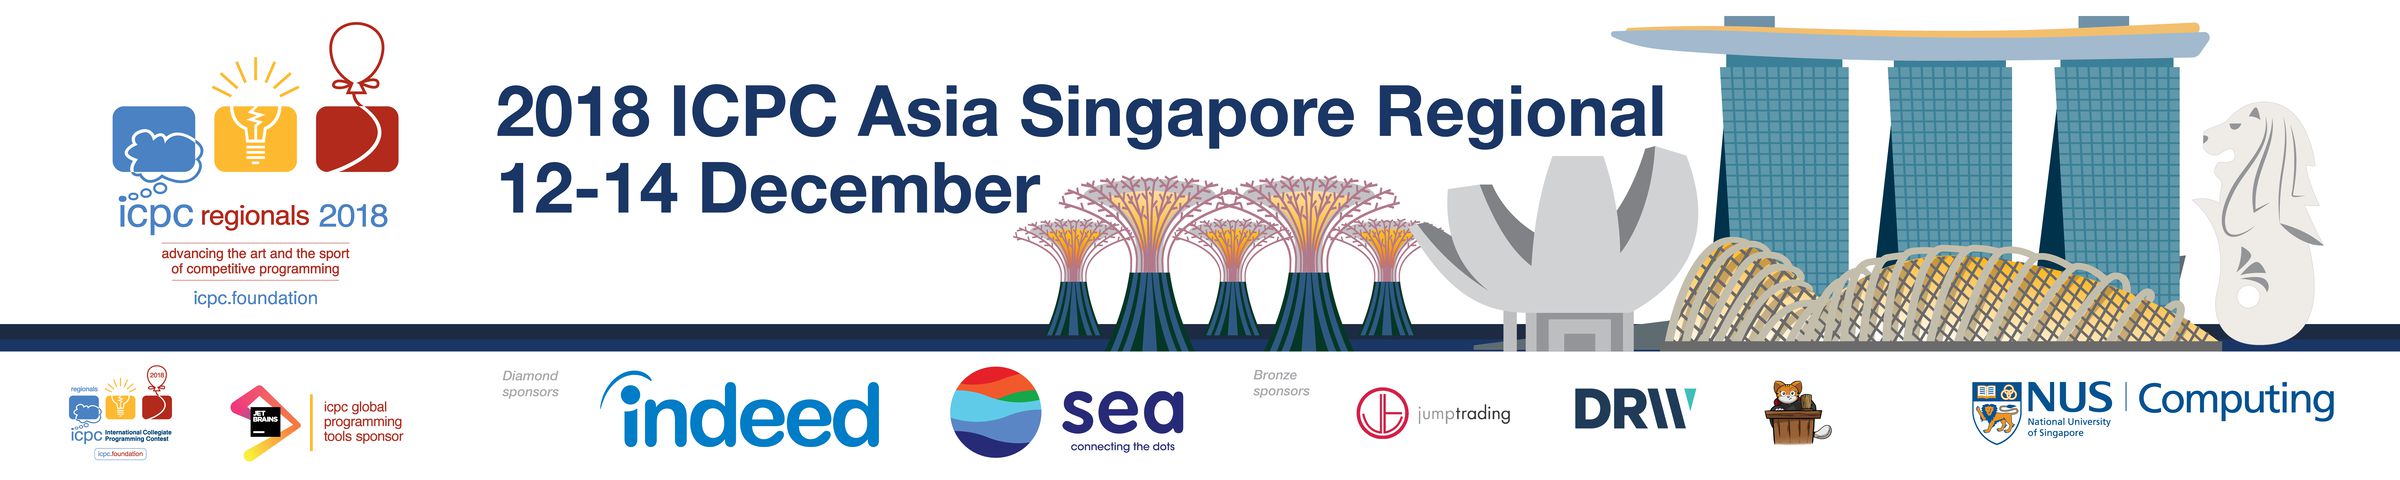 2018 ICPC Asia Singapore Regional
12-14 December
icpc regionals 2018
advancing the art and the sport
of competitive programming
icpc.foundation
regionals
2018
icpc International Collegiate
Programming Contest
icpc.foundation
JET
BRAINS
icpc global
programming
tools sponsor
Diamond
sponsors
indeed
sea
connecting the dots
Bronze
sponsors
jumptrading
DRW
NUS
National University
of Singapore
Computing